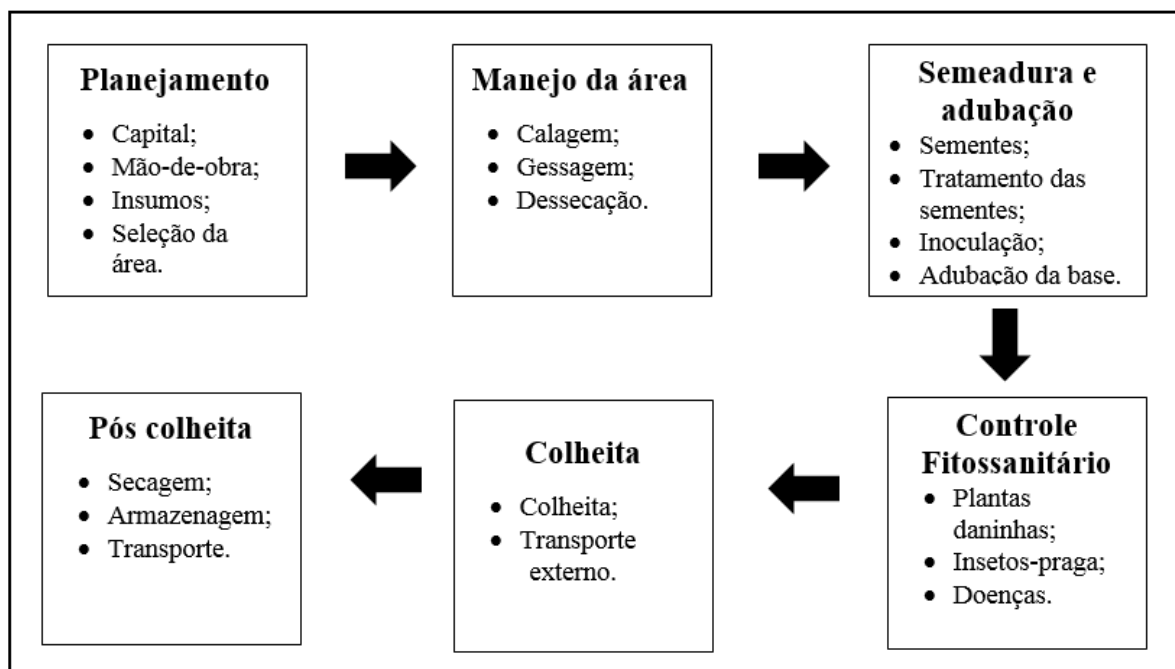 Planejamento
• Capital;
• Mão-de-obra;
• Insumos;
• Seleção da
área.
Manejo da área
• Calagem;
• Gessagem;
• Dessecação.
Semeadura e
adubação
• Sementes;
• Tratamento das
sementes;
• Inoculação;
• Adubação da base.
Controle
Fitossanitário
• Plantas
daninhas;
• Insetos-praga;
• Doenças.
Colheita
• Colheita;
• Transporte
externo.
Pós colheita
• Secagem;
• Armazenagem;
• Transporte.